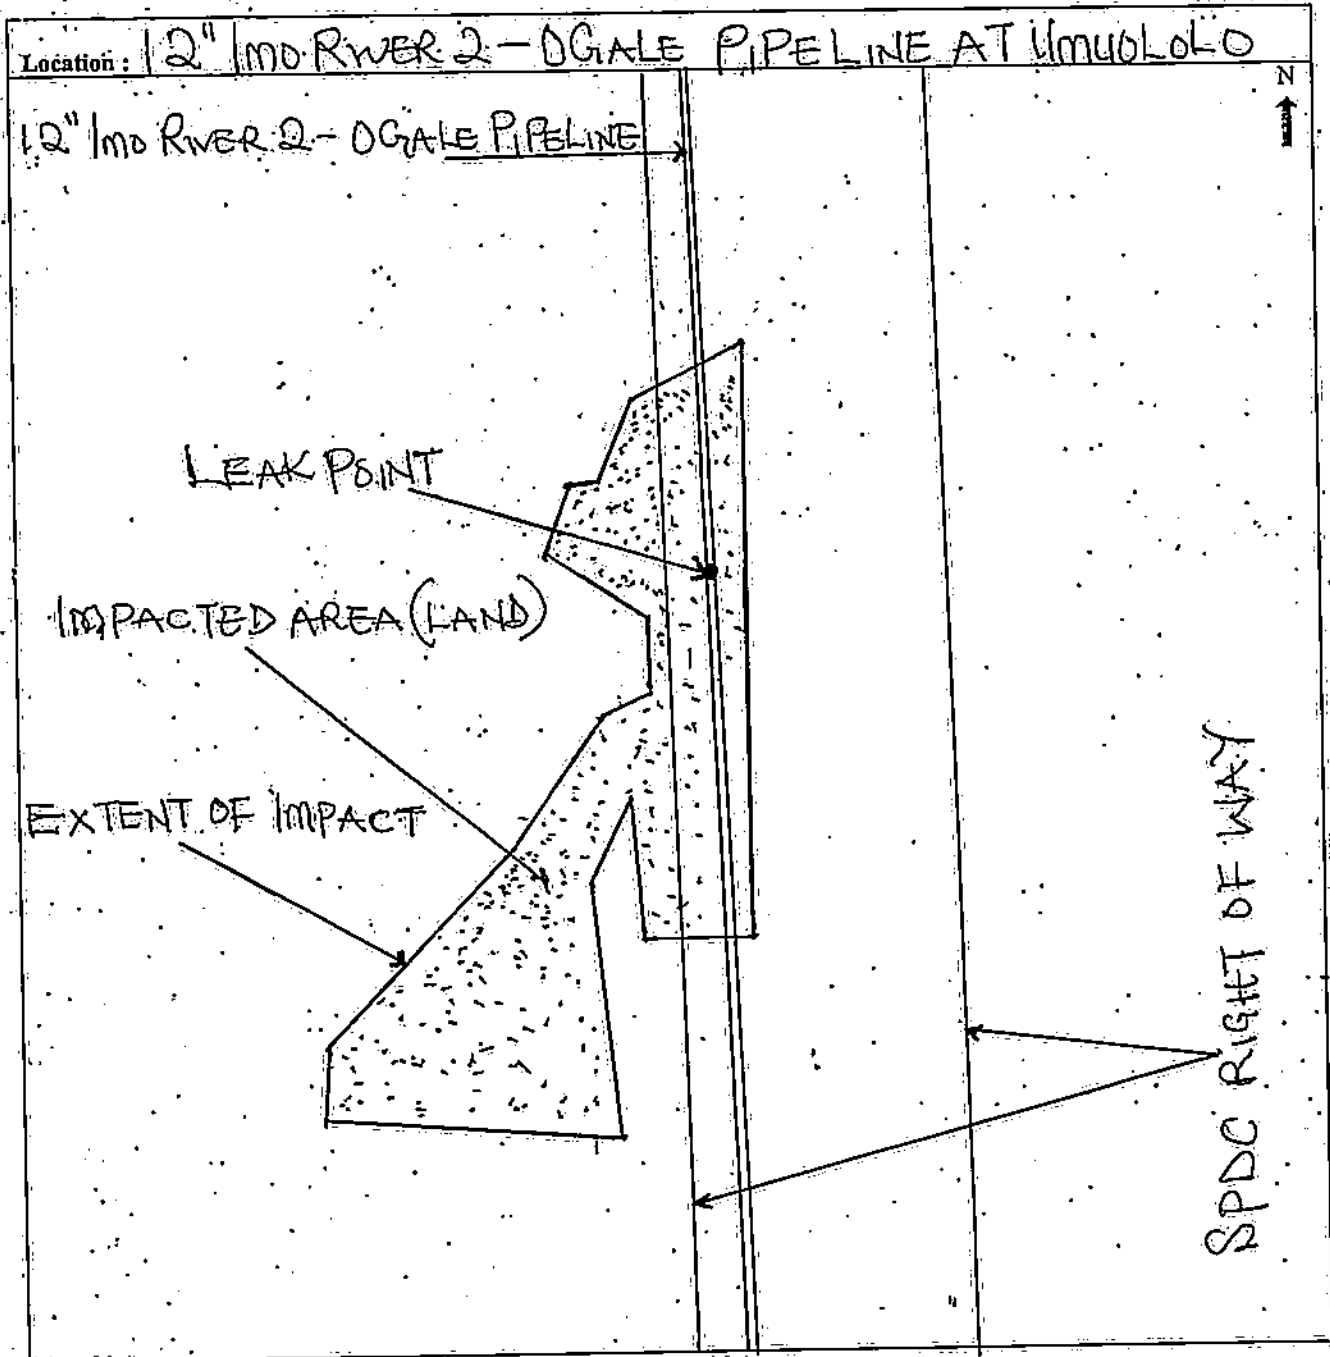 Location: 12" Imo RIVER 2 - OGALE PIPELINE AT UMUOLOLO
N
12" Imo RIVER 2 - OGALE PIPELINE
LEAK POINT
IMPACTED AREA (LAND)
EXTENT OF IMPACT
SPDC RIGHT OF WAY